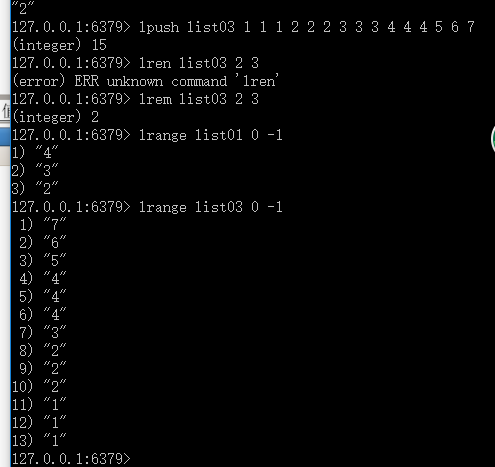 "2"
127.0.0.1:6379> lpush list03 1 1 1 2 2 2 3 3 3 4 4 4 5 6 7
(integer) 15
127.0.0.1:6379> lren list03 2 3
(error) ERR unknown command 'lren'
127.0.0.1:6379> lrem list03 2 3
(integer) 2
127.0.0.1:6379> lrange list01 0 -1
1) "4"
2) "3"
3) "2"
127.0.0.1:6379> lrange list03 0 -1
1) "7"
2) "6"
3) "5"
4) "4"
5) "4"
6) "4"
7) "3"
8) "2"
9) "2"
10) "2"
11) "1"
12) "1"
13) "1"
127.0.0.1:6379>